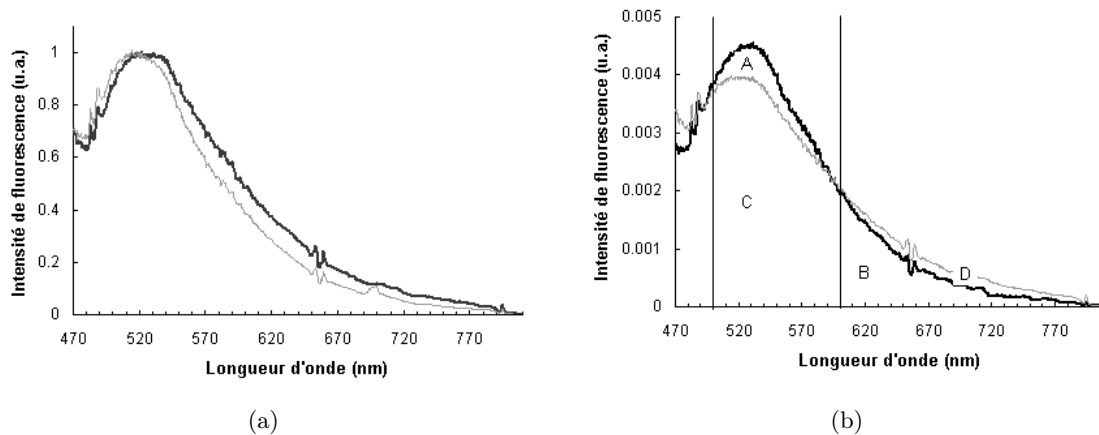 Intensité de fluorescence (u.a.)
1
0.8
0.6
0.4
0.2
0
470 520 570 620 670 720 770
Longueur d'onde (nm)
(a)
Intensité de fluorescence (u.a.)
0.005
0.004
0.003
0.002
0.001
0
A
C
B
D
470 520 570 620 670 720 770
Longueur d'onde (nm)
(b)